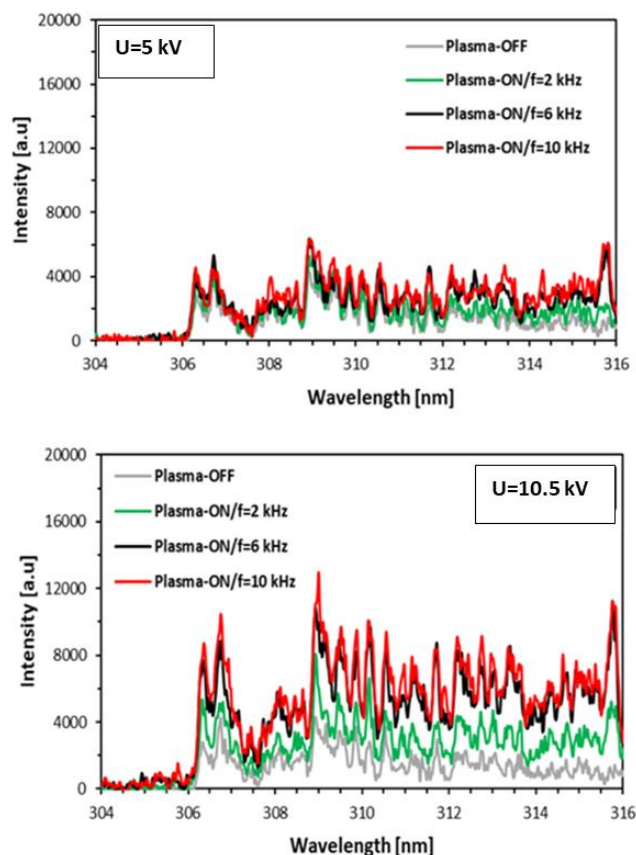 U=5 kV
Plasma-OFF
Plasma-ON/f=2 kHz
Plasma-ON/f=6 kHz
Plasma-ON/f=10 kHz
Intensity [a.u]
20000
16000
12000
8000
4000
0
304 306 308 310 312 314 316
Wavelength [nm]
U=10.5 kV
Plasma-OFF
Plasma-ON/f=2 kHz
Plasma-ON/f=6 kHz
Plasma-ON/f=10 kHz
Intensity [a.u]
20000
16000
12000
8000
4000
0
304 306 308 310 312 314 316
Wavelength [nm]